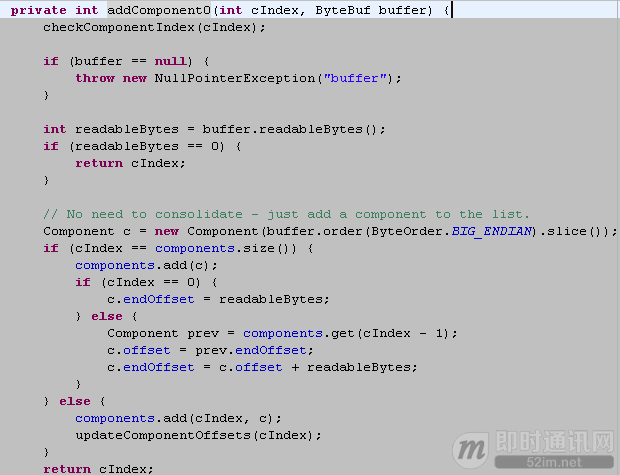 private int addComponent0(int cIndex, ByteBuf buffer) {
checkComponentIndex(cIndex);
if (buffer == null) {
throw new NullPointerException("buffer");
}
int readableBytes = buffer.readableBytes();
if (readableBytes == 0) {
return cIndex;
}
// No need to consolidate - just add a component to the list.
Component c = new Component(buffer.order(ByteOrder.BIG_ENDIAN).slice());
if (cIndex == components.size()) {
components.add(c);
if (cIndex == 0) {
c.endOffset = readableBytes;
} else {
Component prev = components.get(cIndex - 1);
c.offset = prev.endOffset;
c.endOffset = c.offset + readableBytes;
}
} else {
components.add(cIndex, c);
updateComponentOffsets(cIndex);
}
return cIndex;
即时通讯网
52im.net